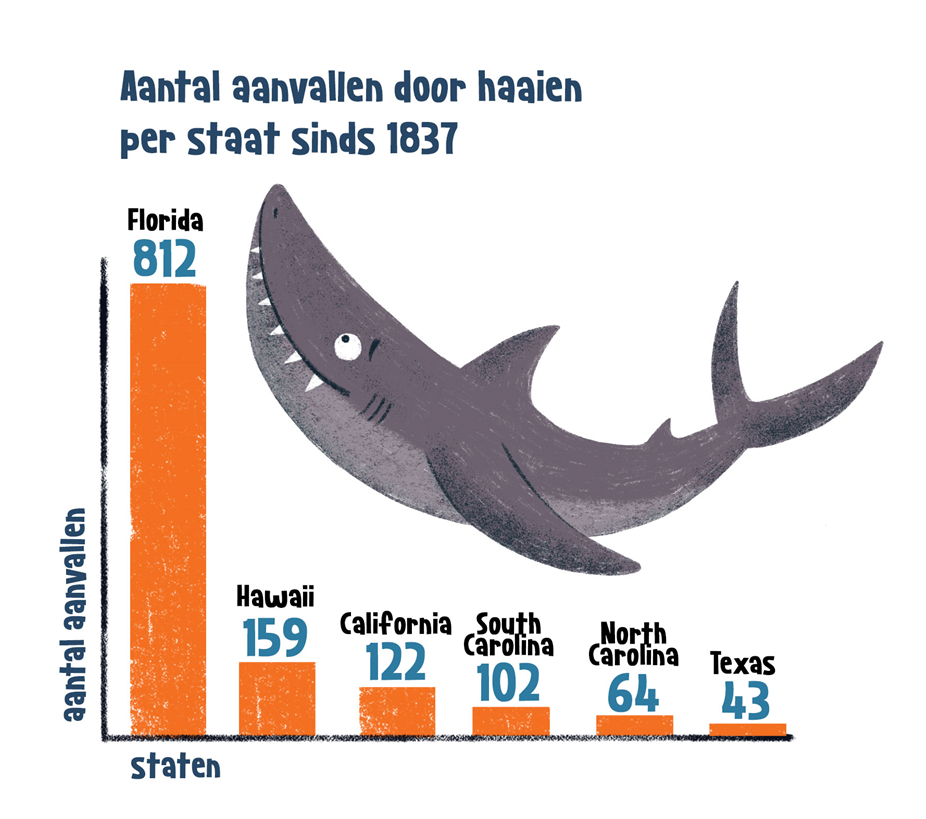 Aantal aanvallen door haaien
per staat sinds 1837
Florida
812
Hawaii
159
California
122
South
Carolina
102
North
Carolina
64
Texas
43
aantal aanvallen
staten